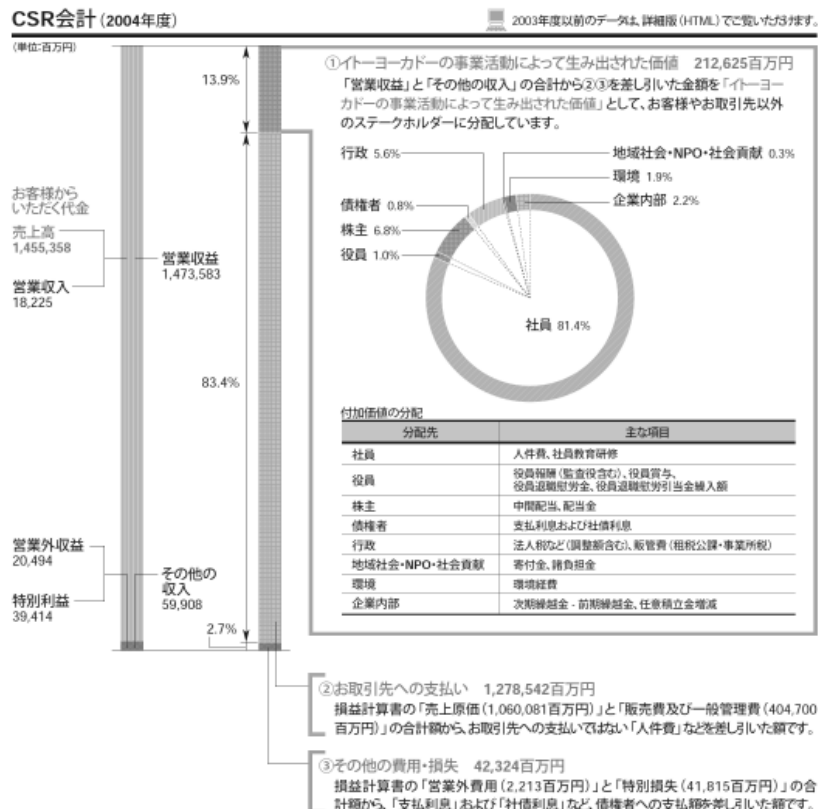 CSR会計(2004年度)
2003年度以前のデータは、詳細版(HTML)でご覧いただけます。
(単位:百万円)
13.9%
お客様から
いただく代金
売上高
1,455,358
営業収入
18,225
営業収益
1,473,583
83.4%
営業外収益
20,494
特別利益
39,414
その他の
収入
59,908
2.7%
①イトーヨーカドーの事業活動によって生み出された価値 212,625百万円
「営業収益」と「その他の収入」の合計から②③を差し引いた金額を「イトーヨー
カドーの事業活動によって生み出された価値」として、お客様やお取引先以外
のステークホルダーに分配しています。
行政 5.6%
地域社会・NPO・社会貢献 0.3%
環境 1.9%
債権者 0.8%
企業内部 2.2%
株主 6.8%
役員 1.0%
社員 81.4%
付加価値の分配
分配先 主な項目
社員 人件費、社員教育研修
役員 役員報酬(監査役含む)、役員賞与、
役員退職慰労金、役員退職慰労引当金繰入額
株主 中間配当、配当金
債権者 支払利息および社債利息
行政 法人税など(調整額含む)、販管費(租税公課・事業所税)
地域社会・NPO・社会貢献 寄付金、諸負担金
環境 環境経費
企業内部 次期繰越金 - 前期繰越金、任意積立金増減
②お取引先への支払い 1,278,542百万円
損益計算書の「売上原価(1,060,081百万円)」と「販売費及び一般管理費(404,700
百万円)」の合計額から、お取引先への支払いではない「人件費」などを差し引いた額です。
③その他の費用・損失 42,324百万円
損益計算書の「営業外費用(2,213百万円)」と「特別損失(41,815百万円)」の合
計額から、「支払利息」および「社債利息」など、債権者への支払額を差し引いた額です。